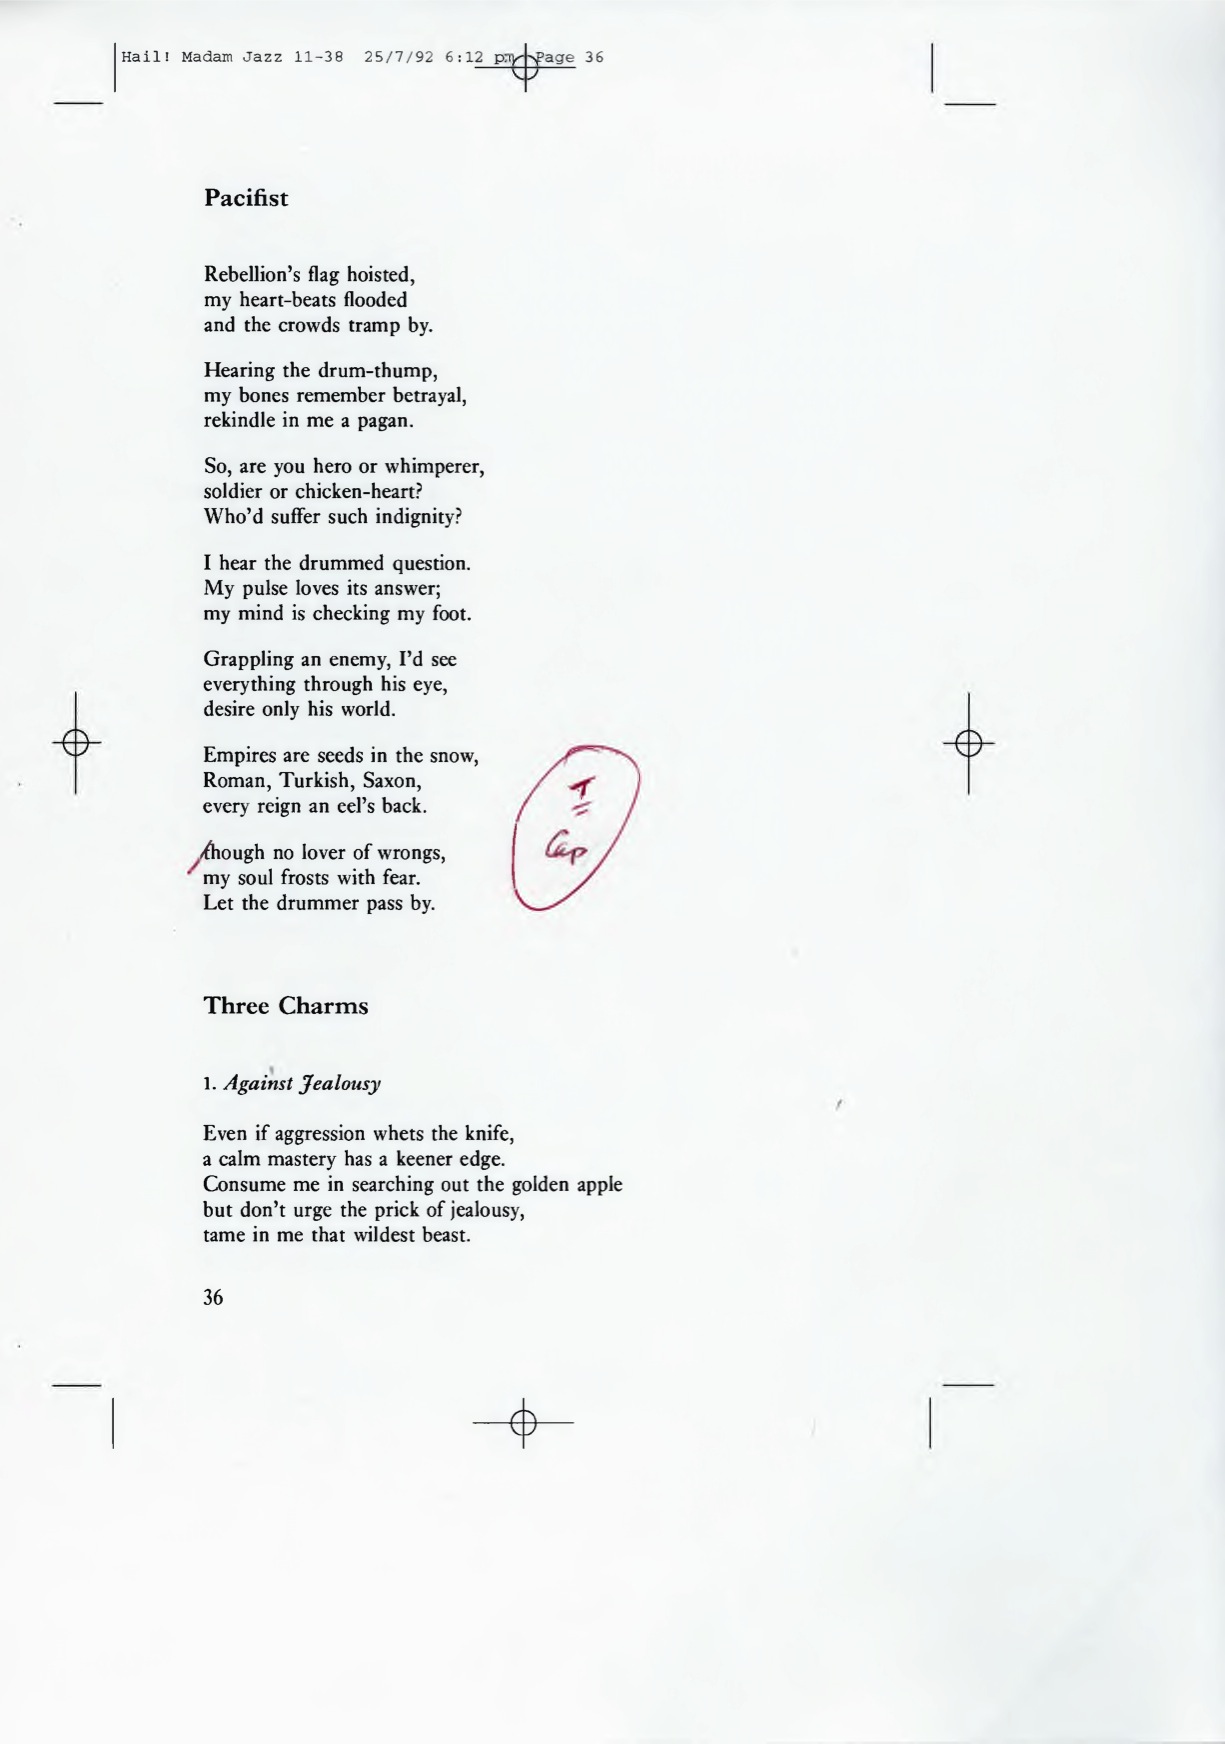 Hail! Madam Jazz 11-38 25/7/92 6:12 pm Page 36
Pacifist
Rebellion's flag hoisted,
my heart-beats flooded
and the crowds tramp by.
Hearing the drum-thump,
my bones remember betrayal,
rekindle in me a pagan.
So, are you hero or whimperer,
soldier or chicken-heart?
Who'd suffer such indignity?
I hear the drummed question.
My pulse loves its answer;
my mind is checking my foot.
Grappling an enemy, I'd see
everything through his eye,
desire only his world.
Empires are seeds in the snow,
Roman, Turkish, Saxon,
every reign an eel's back.
T
Cap
though no lover of wrongs,
my soul frosts with fear.
Let the drummer pass by.
Three Charms
1. Against Jealousy
Even if aggression whets the knife,
a calm mastery has a keener edge.
Consume me in searching out the golden apple
but don't urge the prick of jealousy,
tame in me that wildest beast.
36